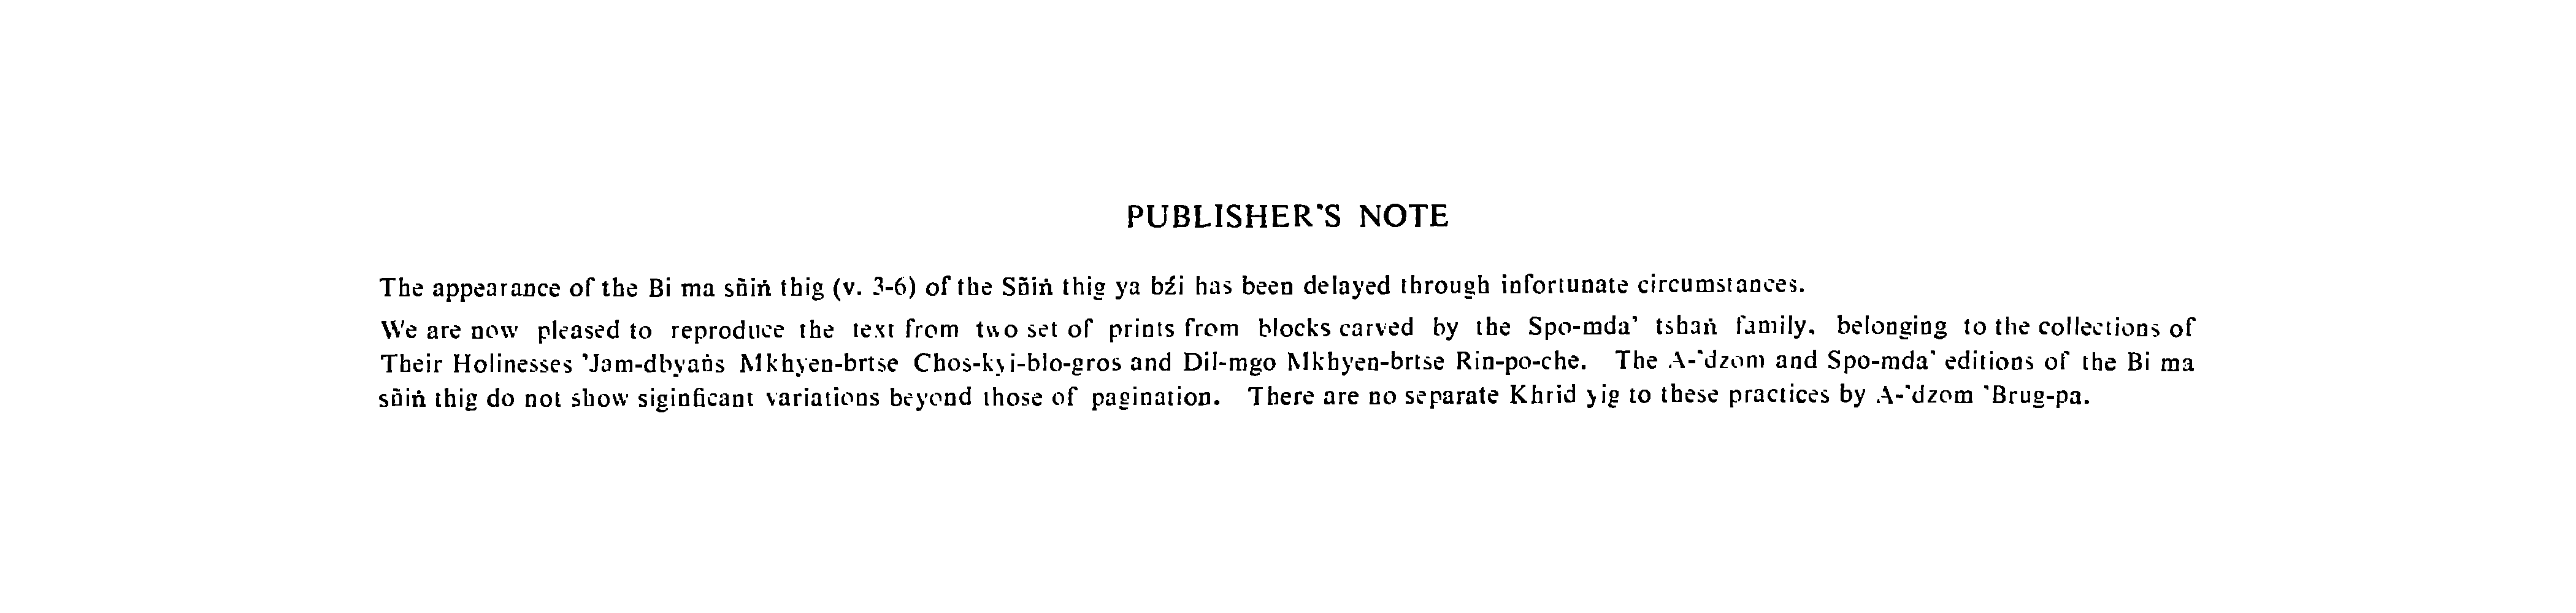 PUBLISHER'S NOTE
The appearance of the Bi ma sñiṅ thig (v. 3-6) of the Sñiṅ thig ya bźi has been delayed through infortunate circumstances.
We are now pleased to reproduce the text from two set of prints from blocks carved by the Spo-mda' tshaṅ family, belonging to the collections of
Their Holinesses 'Jam-dbyaṅs Mkhyen-brtse Chos-kyi-blo-gros and Dil-mgo Mkhyen-brtse Rin-po-che. The A-'dzom and Spo-mda' editions of the Bi ma
sñiṅ thig do not show siginficant variations beyond those of pagination. There are no separate Khrid yig to these practices by A-'dzom 'Brug-pa.